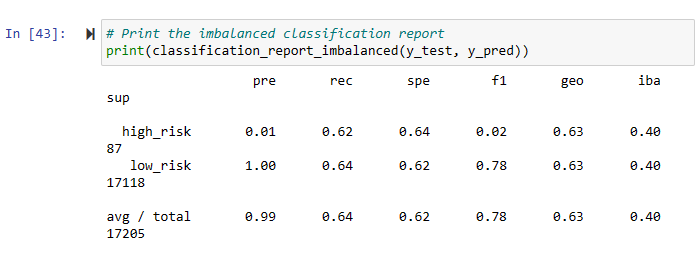 In [43]: # Print the imbalanced classification report
print(classification_report_imbalanced(y_test, y_pred))
pre rec spe f1 geo iba
sup
high_risk 0.01 0.62 0.64 0.02 0.63 0.40
87
low_risk 1.00 0.64 0.62 0.78 0.63 0.40
17118
avg / total 0.99 0.64 0.62 0.78 0.63 0.40
17205